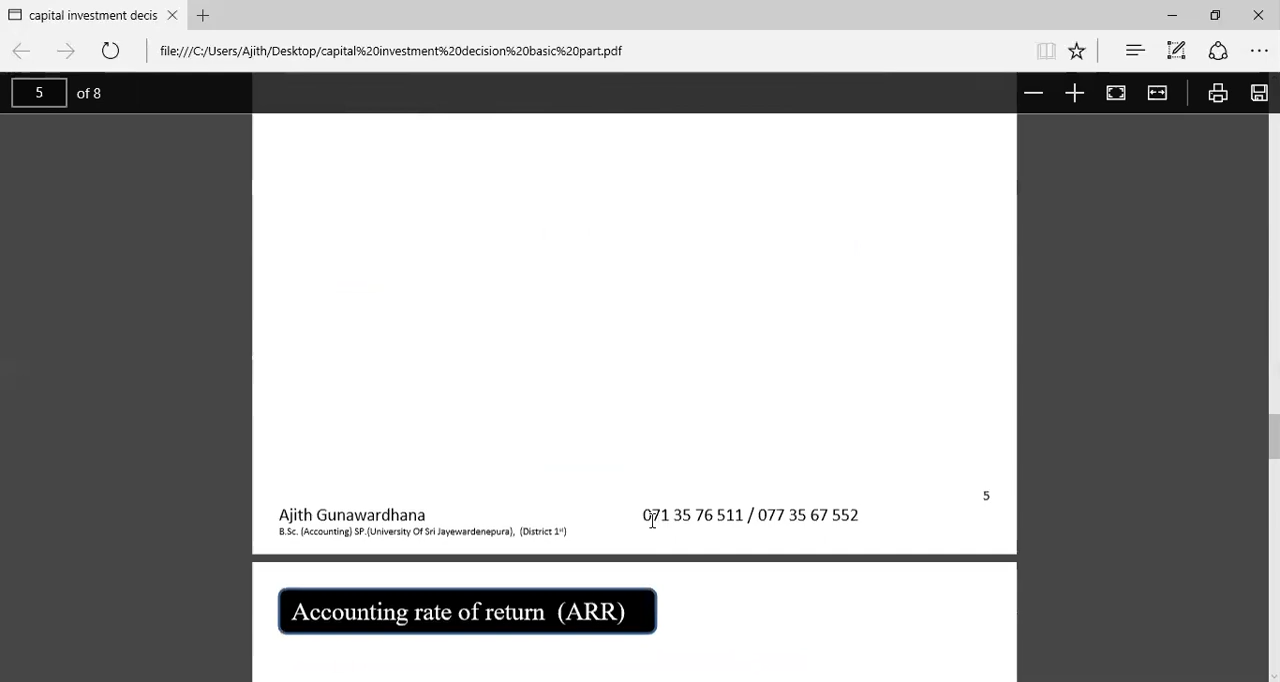 capital investment decis
file:///C:/Users/Ajith/Desktop/capital%20investment%20decision%20basic%20part.pdf
5 of 8
5
Ajith Gunawardhana 071 35 76 511 / 077 35 67 552
B.Sc. (Accounting) SP.(University Of Sri Jayewardenepura), (District 1st)
Accounting rate of return (ARR)